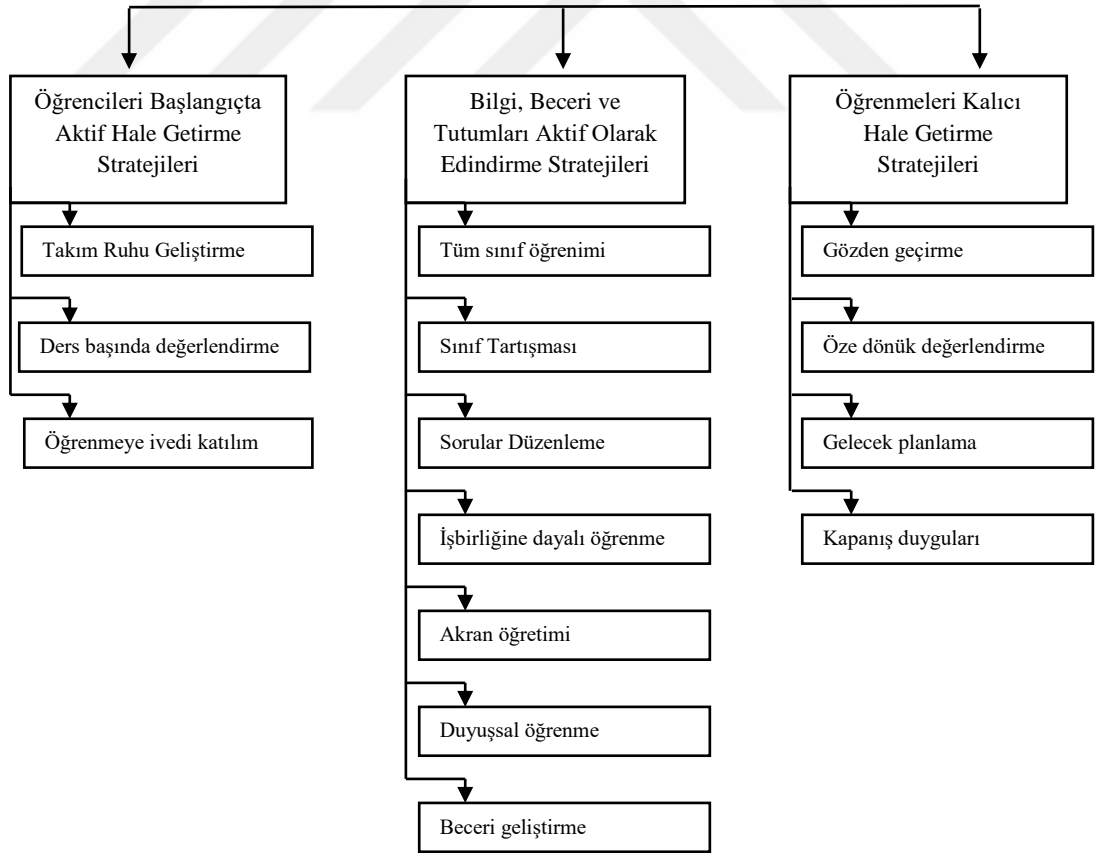 Öğrencileri Başlangıçta
Aktif Hale Getirme
Stratejileri
Takım Ruhu Geliştirme
Ders başında değerlendirme
Öğrenmeye ivedi katılım
Bilgi, Beceri ve
Tutumları Aktif Olarak
Edindirme Stratejileri
Tüm sınıf öğrenimi
Sınıf Tartışması
Sorular Düzenleme
İşbirliğine dayalı öğrenme
Akran öğretimi
Duyuşsal öğrenme
Beceri geliştirme
Öğrenmeleri Kalıcı
Hale Getirme
Stratejileri
Gözden geçirme
Öze dönük değerlendirme
Gelecek planlama
Kapanış duyguları